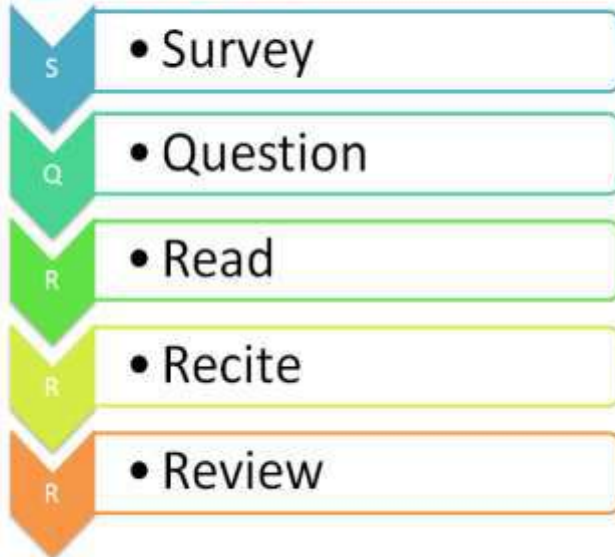 S • Survey
Q • Question
R • Read
R • Recite
R • Review